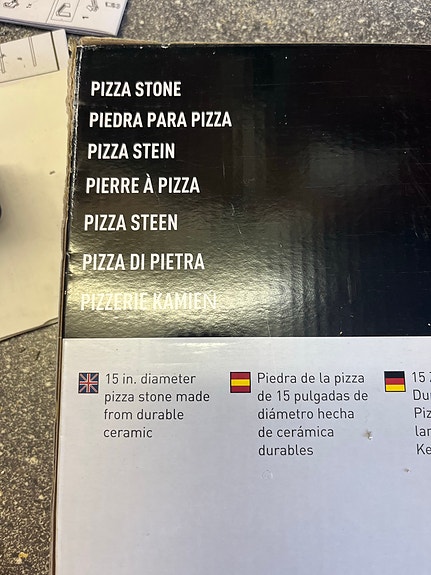 PIZZA STONE
PIEDRA PARA PIZZA
PIZZA STEIN
PIERRE À PIZZA
PIZZA STEEN
PIZZA DI PIETRA
PIZZERIE KAMIEN
15 in. diameter
pizza stone made
from durable
ceramic
Piedra de la pizza
de 15 pulgadas de
diámetro hecha
de cerámica
durables
15